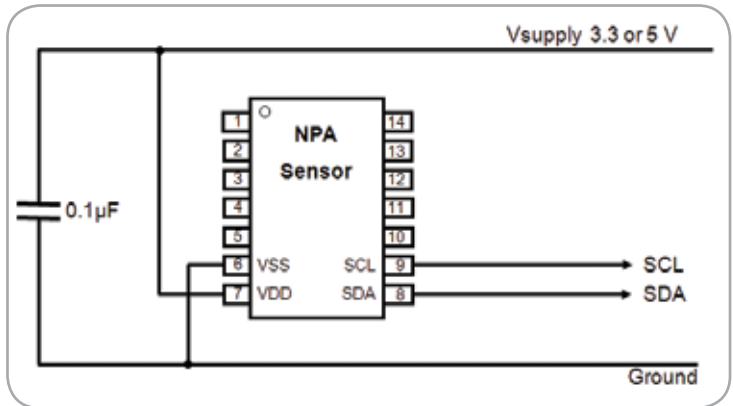 Vsupply 3.3 or 5 V
1
14
NPA
2
13
Sensor
3
12
0.1µF
4
11
5
10
6 VSS SCL 9 SCL
7 VDD SDA 8 SDA
Ground